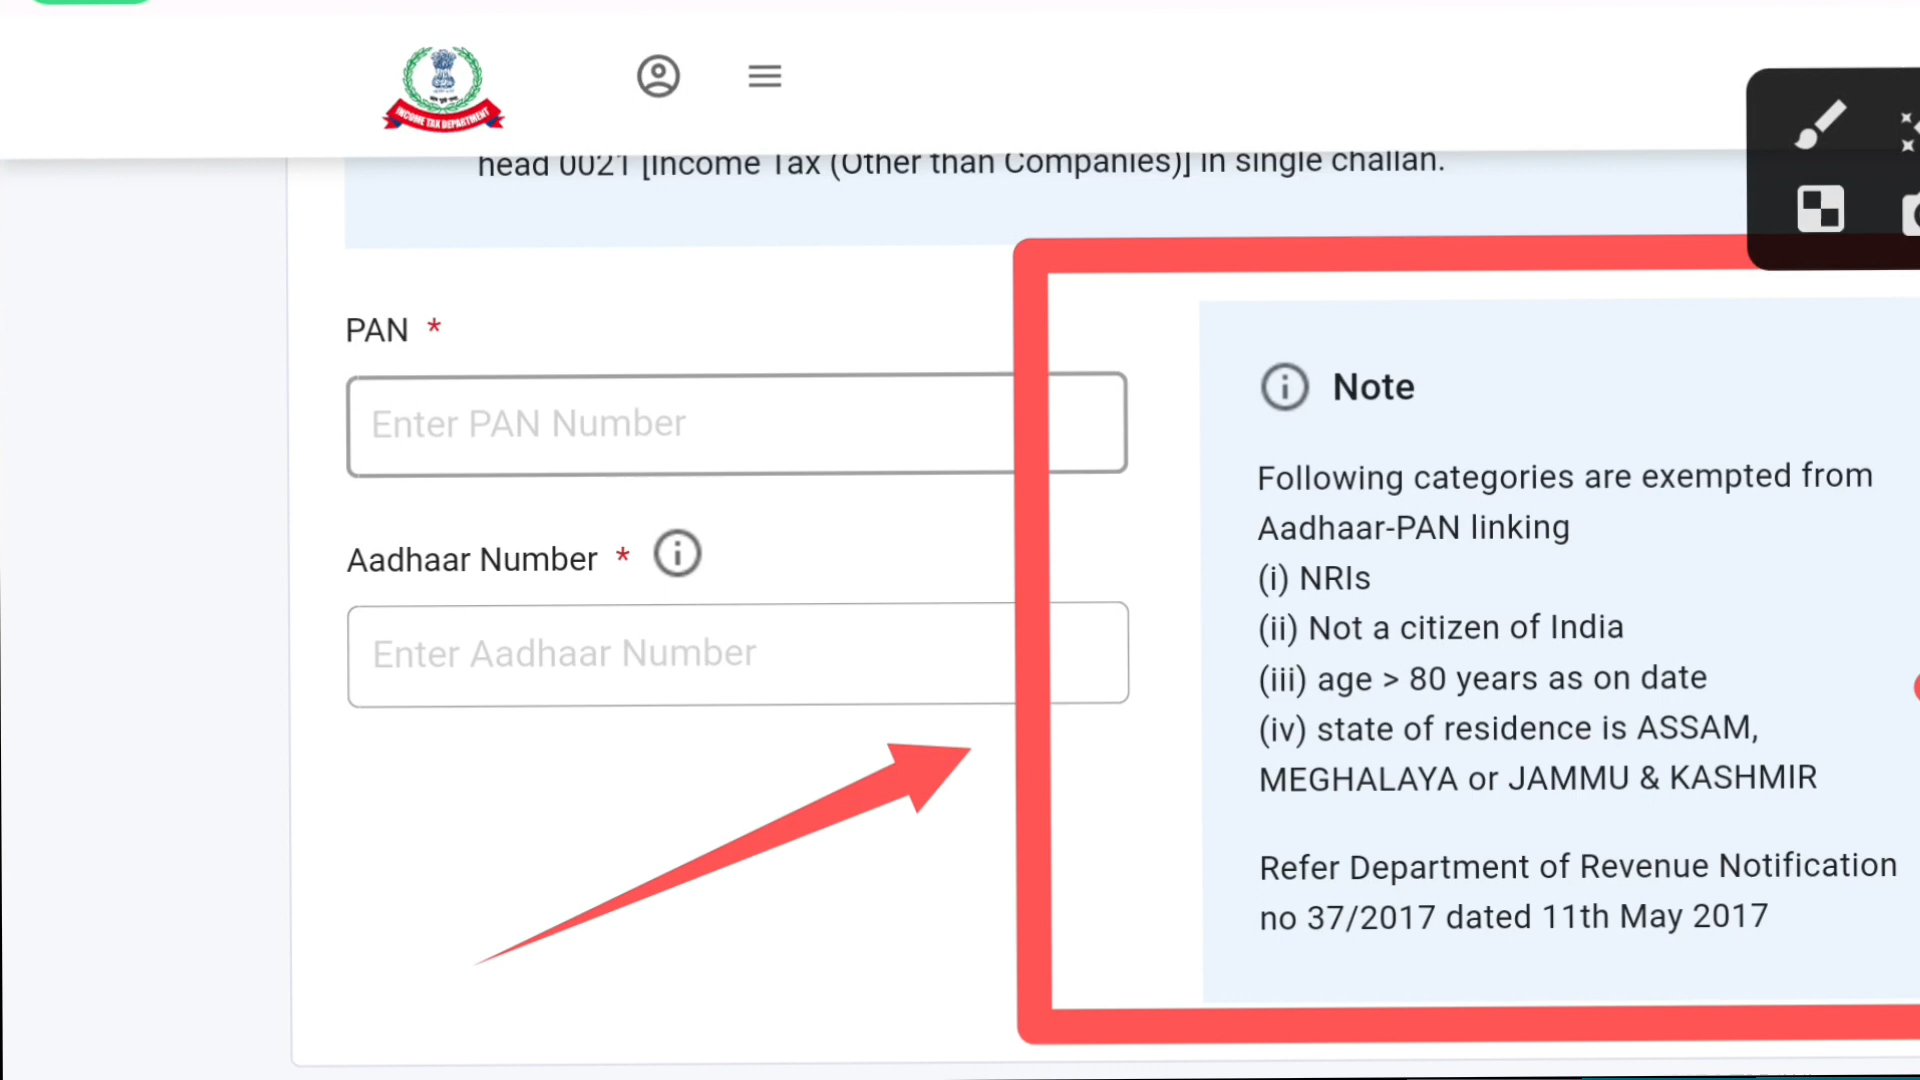 INCOME TAX DEPARTMENT
head 0021 [Income Tax (Other than Companies)] in single challan.
PAN *
Enter PAN Number
Aadhaar Number *
Enter Aadhaar Number
Note
Following categories are exempted from
Aadhaar-PAN linking
(i) NRIs
(ii) Not a citizen of India
(iii) age > 80 years as on date
(iv) state of residence is ASSAM,
MEGHALAYA or JAMMU & KASHMIR
Refer Department of Revenue Notification
no 37/2017 dated 11th May 2017